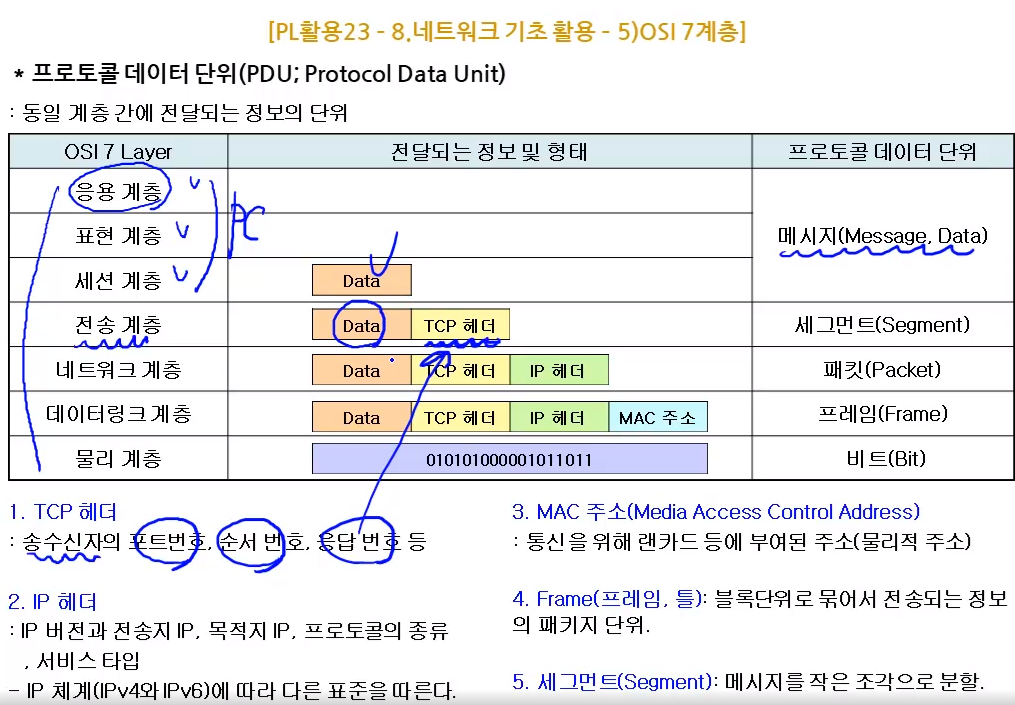 [PL활용23 - 8.네트워크 기초 활용 - 5)OSI 7계층]
* 프로토콜 데이터 단위(PDU; Protocol Data Unit)
: 동일 계층 간에 전달되는 정보의 단위
OSI 7 Layer 전달되는 정보 및 형태 프로토콜 데이터 단위
응용 계층
PC
표현 계층 메시지(Message, Data)
세션 계층 Data
전송 계층 Data TCP 헤더 세그먼트(Segment)
네트워크 계층 Data TCP 헤더 IP 헤더 패킷(Packet)
데이터링크 계층 Data TCP 헤더 IP 헤더 MAC 주소 프레임(Frame)
물리 계층 010101000001011011 비트(Bit)
1. TCP 헤더
: 송수신자의 포트번호, 순서 번호, 응답 번호 등
2. IP 헤더
: IP 버전과 전송지 IP, 목적지 IP, 프로토콜의 종류
, 서비스 타입
- IP 체계(IPv4와 IPv6)에 따라 다른 표준을 따른다.
3. MAC 주소(Media Access Control Address)
: 통신을 위해 랜카드 등에 부여된 주소(물리적 주소)
4. Frame(프레임, 틀): 블록단위로 묶어서 전송되는 정보
의 패키지 단위.
5. 세그먼트(Segment): 메시지를 작은 조각으로 분할.